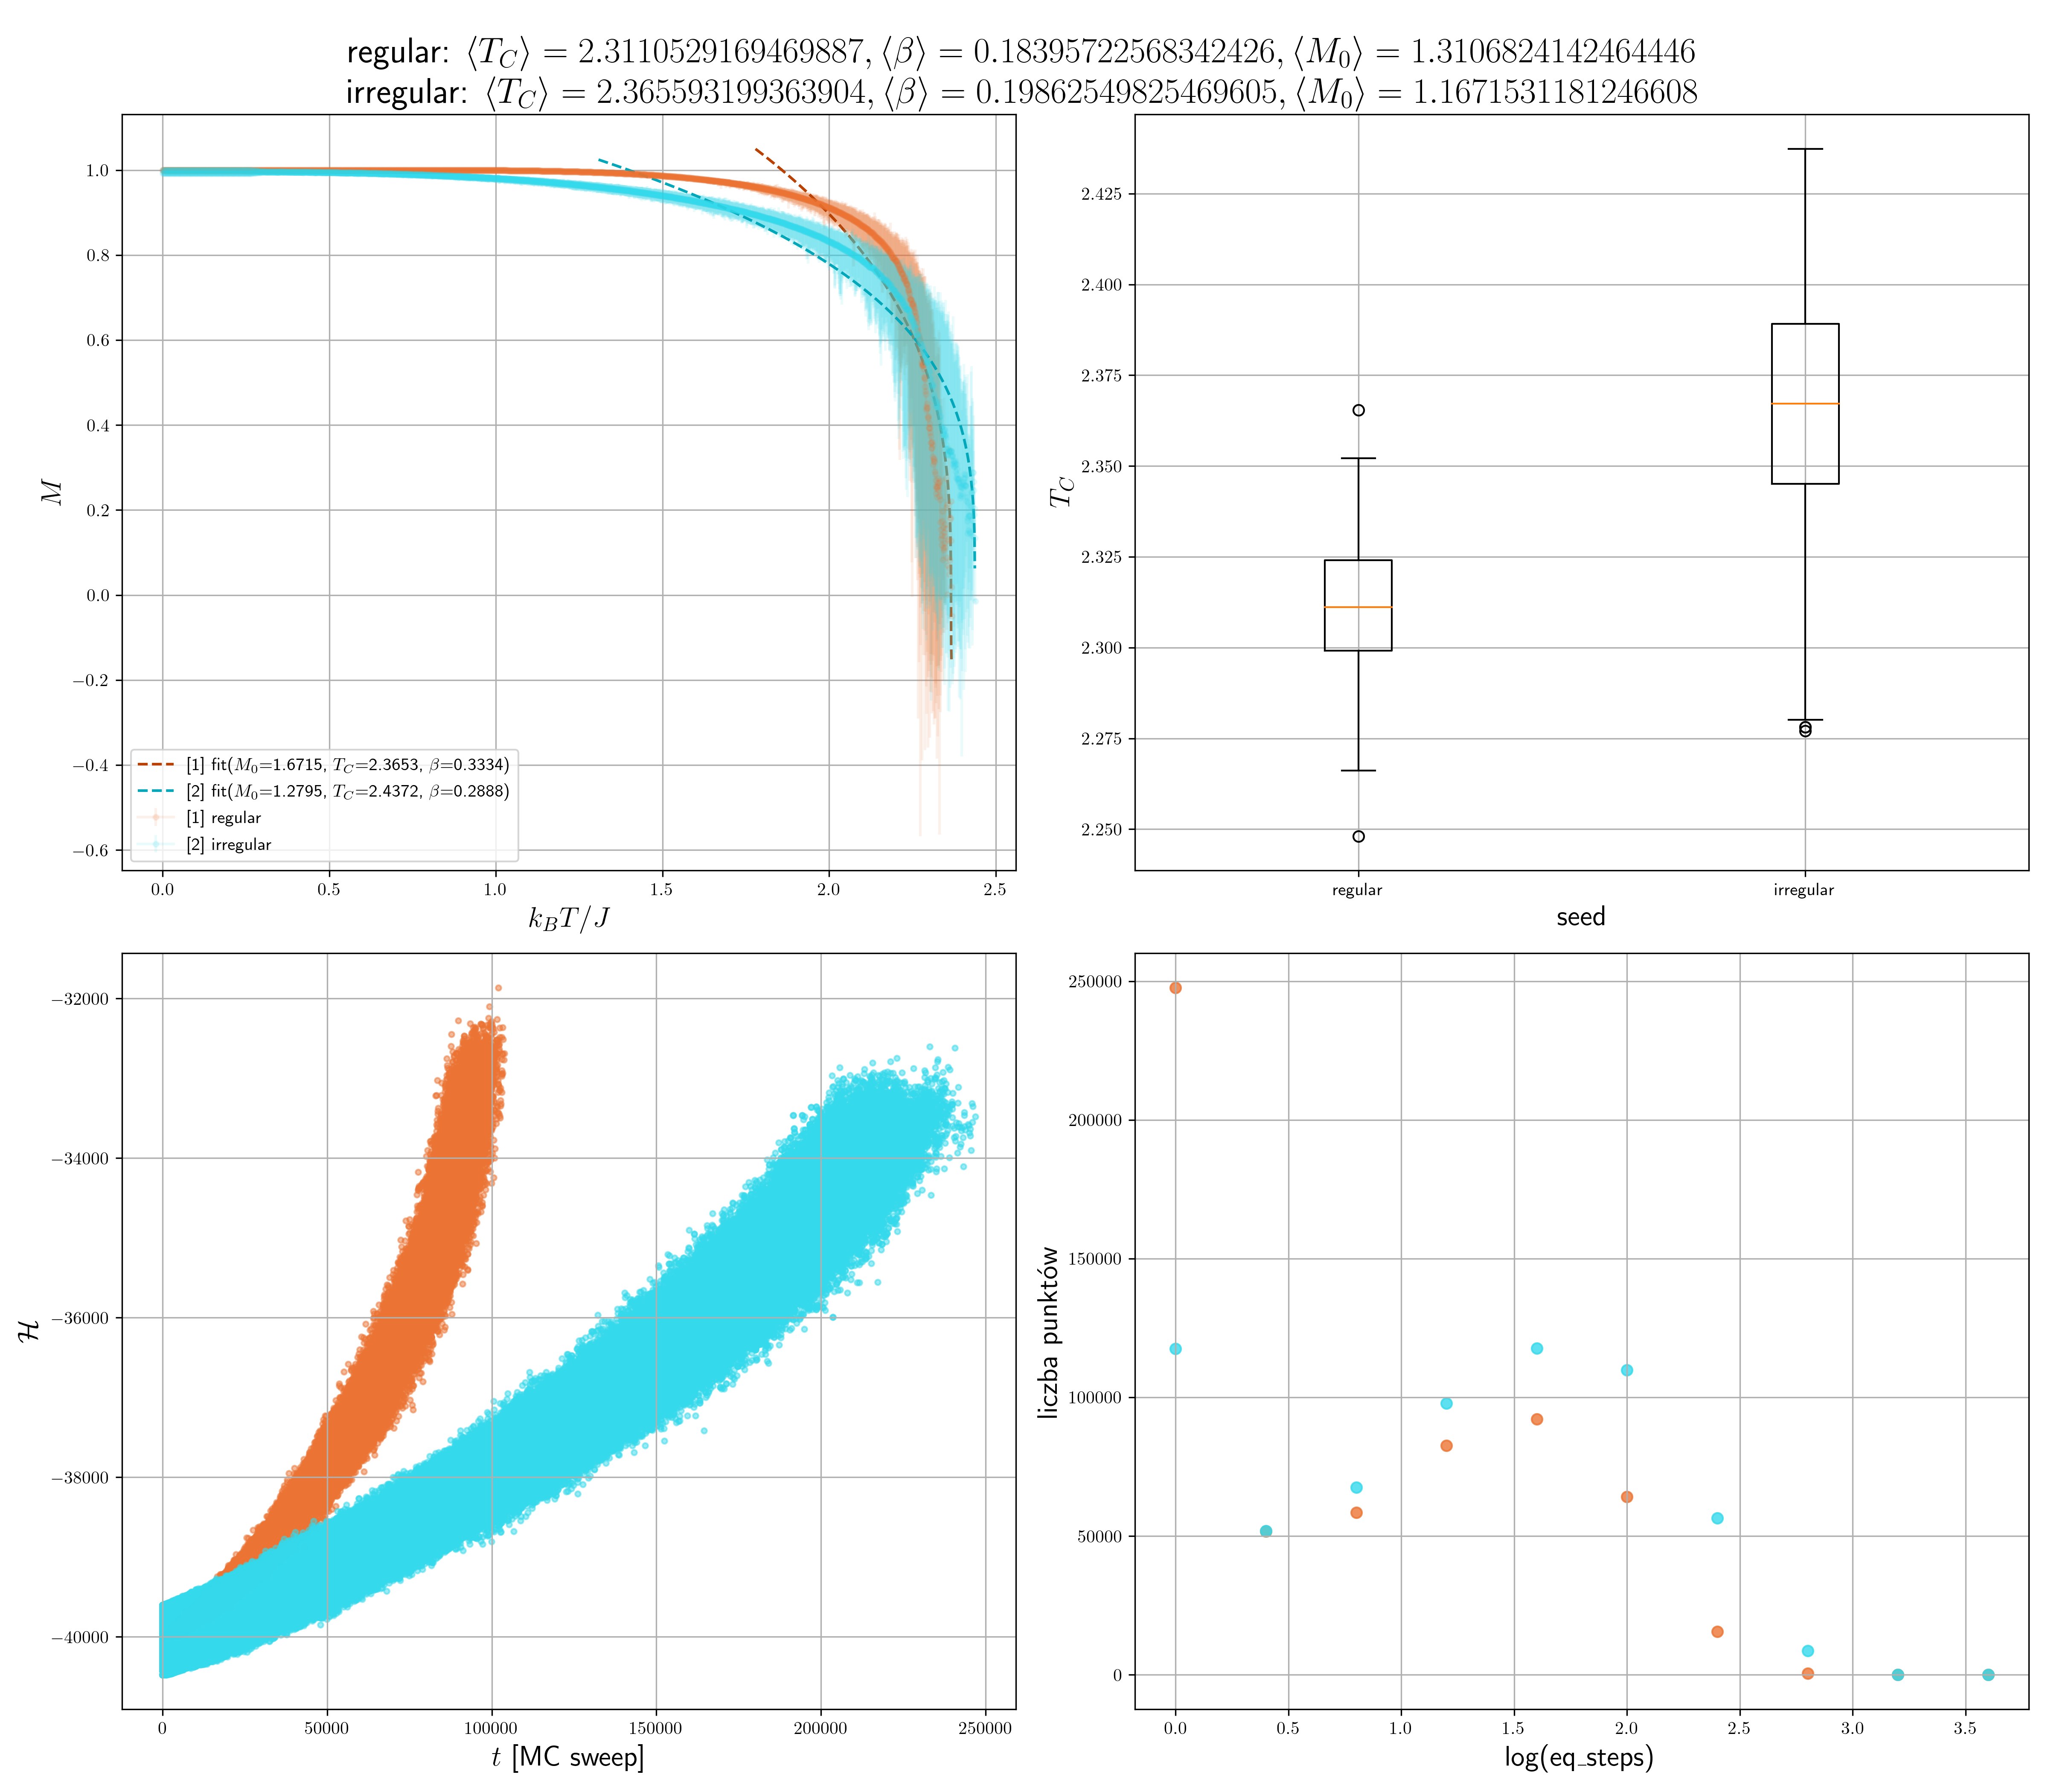 regular: ⟨T_C⟩ = 2.3110529169469887, ⟨β⟩ = 0.18395722568342426, ⟨M_0⟩ = 1.3106824142464446
irregular: ⟨T_C⟩ = 2.365593199363904, ⟨β⟩ = 0.19862549825469605, ⟨M_0⟩ = 1.1671531181246608
1.0
0.8
0.6
0.4
0.2
0.0
−0.2
−0.4
−0.6
M
[1] fit(M_0=1.6715, T_C=2.3653, β=0.3334)
[2] fit(M_0=1.2795, T_C=2.4372, β=0.2888)
[1] regular
[2] irregular
0.0 0.5 1.0 1.5 2.0 2.5
k_BT/J
2.425
2.400
2.375
2.350
2.325
2.300
2.275
2.250
T_C
regular irregular
seed
−32000
−34000
−36000
−38000
−40000
ℋ
0 50000 100000 150000 200000 250000
t [MC sweep]
250000
200000
150000
100000
50000
0
liczba punktów
0.0 0.5 1.0 1.5 2.0 2.5 3.0 3.5
log(eq_steps)